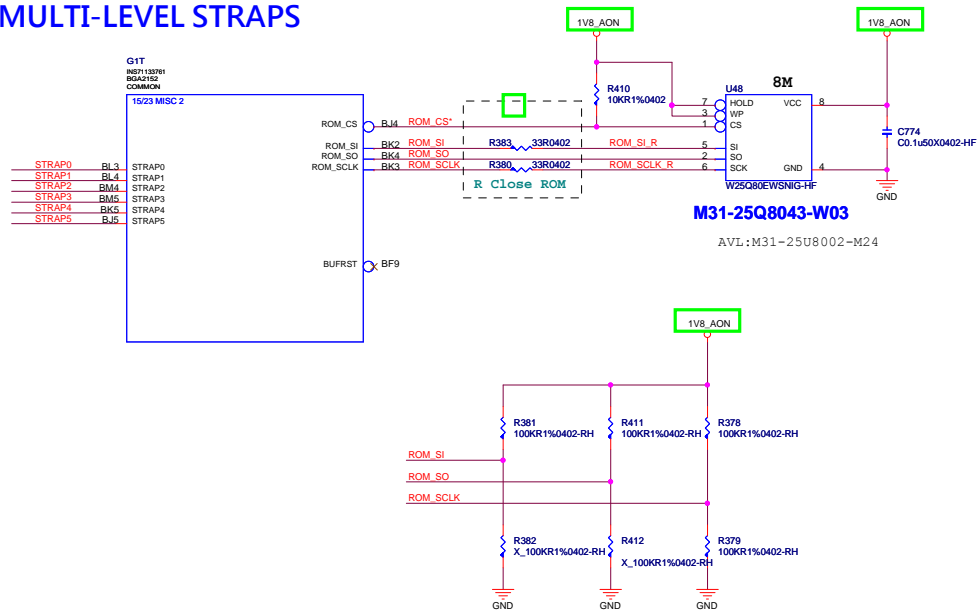 MULTI-LEVEL STRAPS
1V8_AON
1V8_AON
G1T
INS71133761
BGA2152
COMMON
15/23 MISC 2
R410
10KR1%0402
U48
8M
ROM_CS
BJ4
ROM_CS*
7
HOLD
VCC
8
3
WP
1
CS
C774
C0.1u50X0402-HF
ROM_SI
BK2
ROM_SI
R383
33R0402
ROM_SI_R
5
SI
ROM_SO
BK4
ROM_SO
2
SO
ROM_SCLK
BK3
ROM_SCLK
R380
33R0402
ROM_SCLK_R
6
SCK
GND
4
STRAP0
BL3
STRAP0
STRAP1
BL4
STRAP1
STRAP2
BM4
STRAP2
STRAP3
BM5
STRAP3
STRAP4
BK5
STRAP4
STRAP5
BJ5
STRAP5
R Close ROM
W25Q80EWSNIG-HF
GND
M31-25Q8043-W03
AVL:M31-25U8002-M24
BUFRST
BF9
1V8_AON
R381
100KR1%0402-RH
R411
100KR1%0402-RH
R378
100KR1%0402-RH
ROM_SI
ROM_SO
ROM_SCLK
R382
X_100KR1%0402-RH
R412
X_100KR1%0402-RH
R379
100KR1%0402-RH
GND
GND
GND